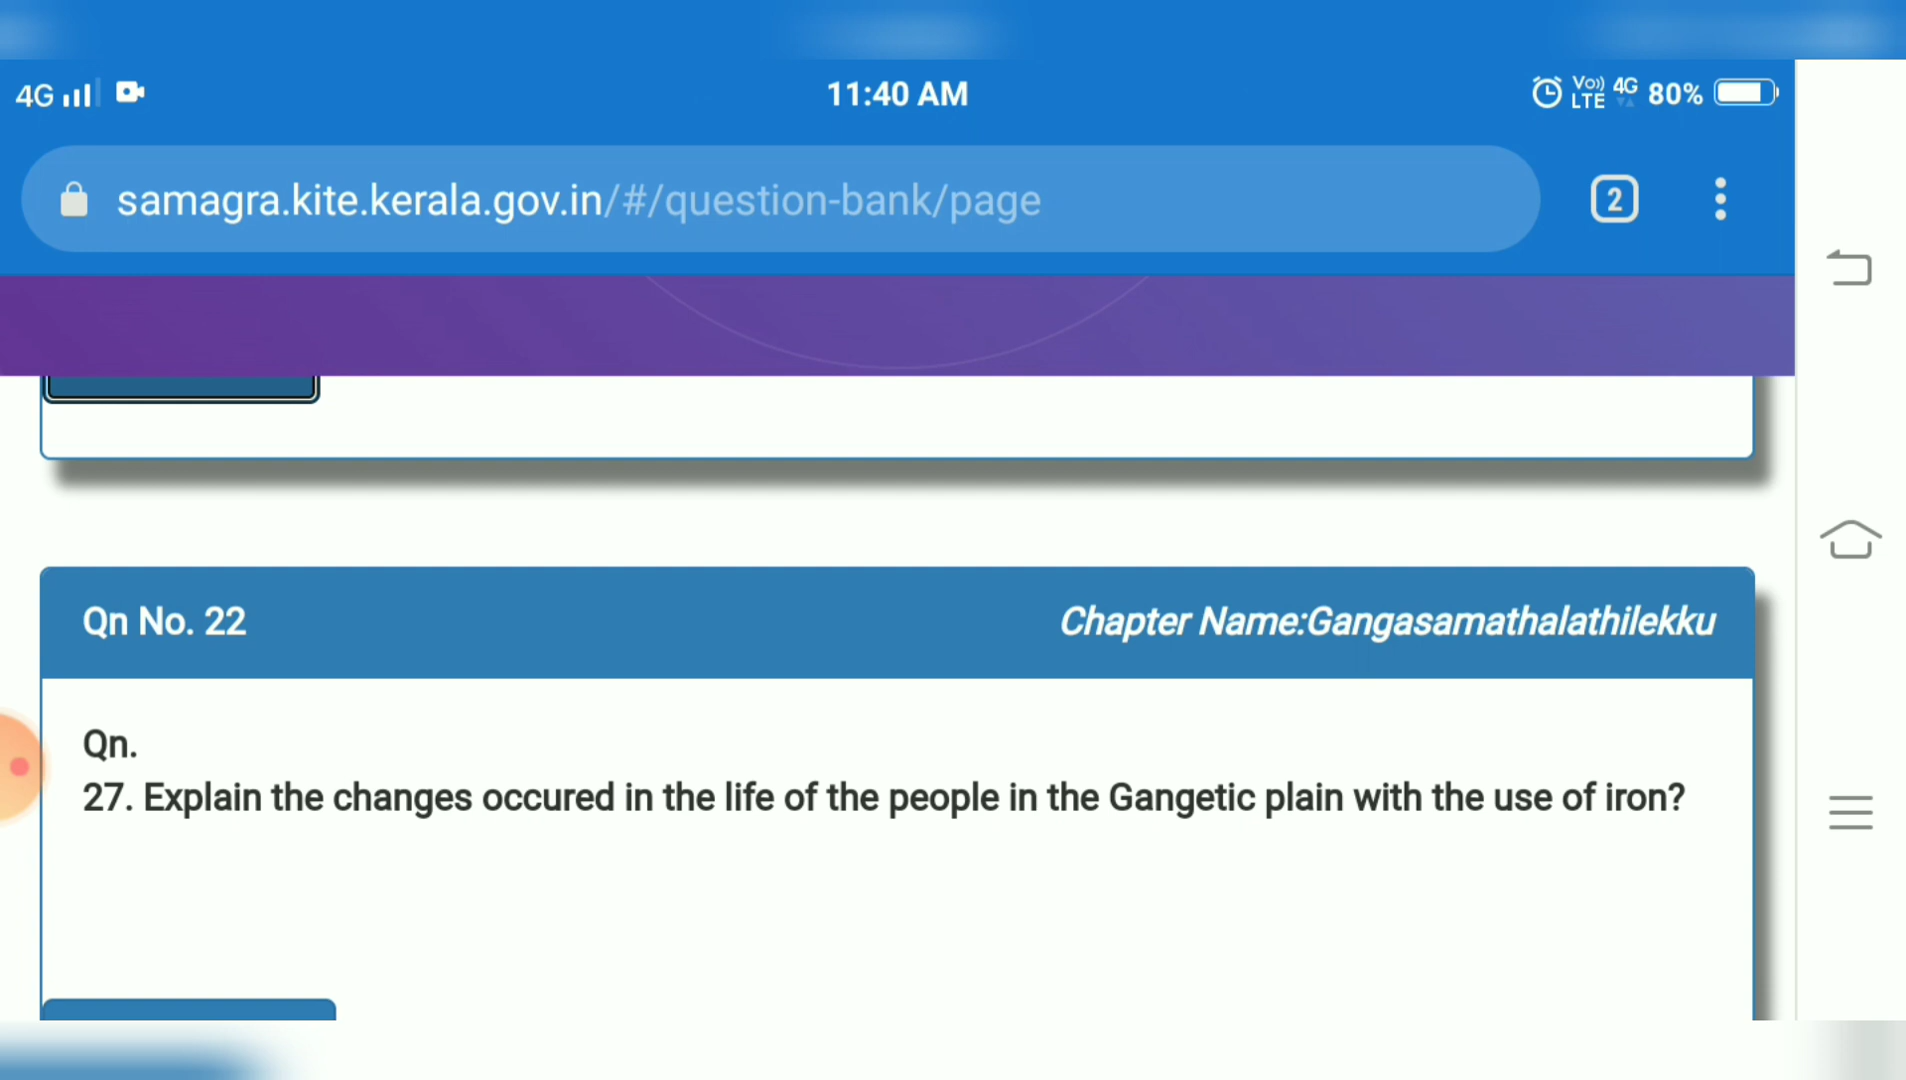 4G 11:40 AM Vo)) LTE 4G 80%
samagra.kite.kerala.gov.in/#/question-bank/page 2
Qn No. 22 Chapter Name:Gangasamathalathilekku
Qn.
27. Explain the changes occured in the life of the people in the Gangetic plain with the use of iron?